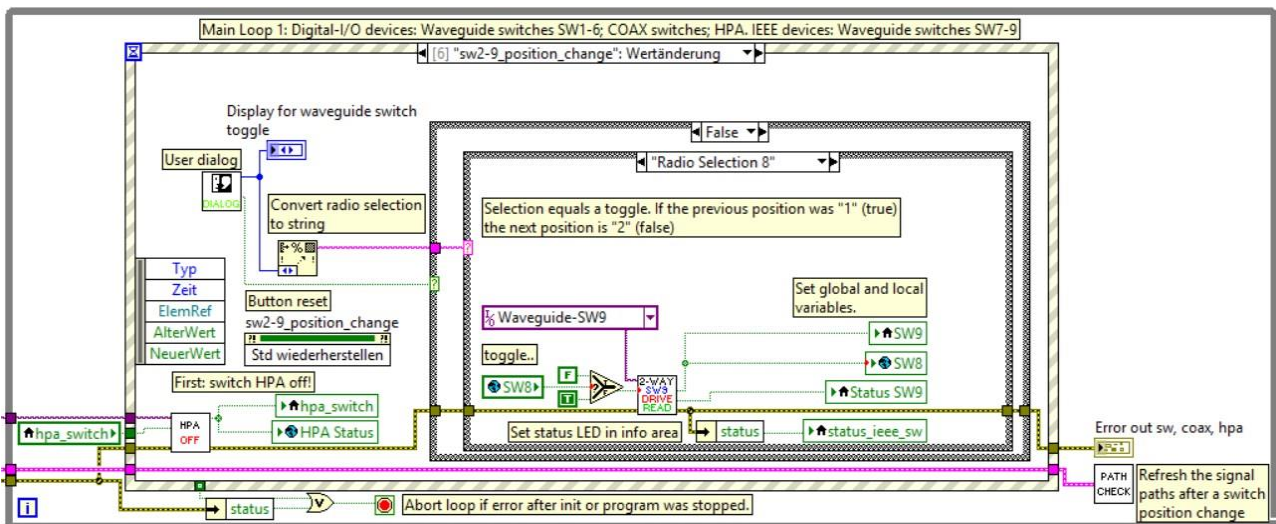 Main Loop 1: Digital-I/O devices: Waveguide switches SW1-6; COAX switches; HPA. IEEE devices: Waveguide switches SW7-9
[6] "sw2-9_position_change": Wertänderung
Display for waveguide switch
toggle
User dialog
DIALOG
Convert radio selection
to string
False
"Radio Selection 8"
Selection equals a toggle. If the previous position was "1" (true)
the next position is "2" (false)
Typ
Zeit
ElemRef
AlterWert
NeuerWert
Button reset
sw2-9_position_change
Std wiederherstellen
First: switch HPA off!
hpa_switch
HPA
OFF
hpa_switch
HPA Status
Waveguide-SW9
toggle..
SW8
F
T
2-WAY
SW9
DRIVE
READ
Set global and local
variables.
SW9
SW8
Status SW9
Set status LED in info area
status
status_ieee_sw
Error out sw, coax, hpa
PATH
CHECK
Refresh the signal
paths after a switch
position change
i
status
V
Abort loop if error after init or program was stopped.